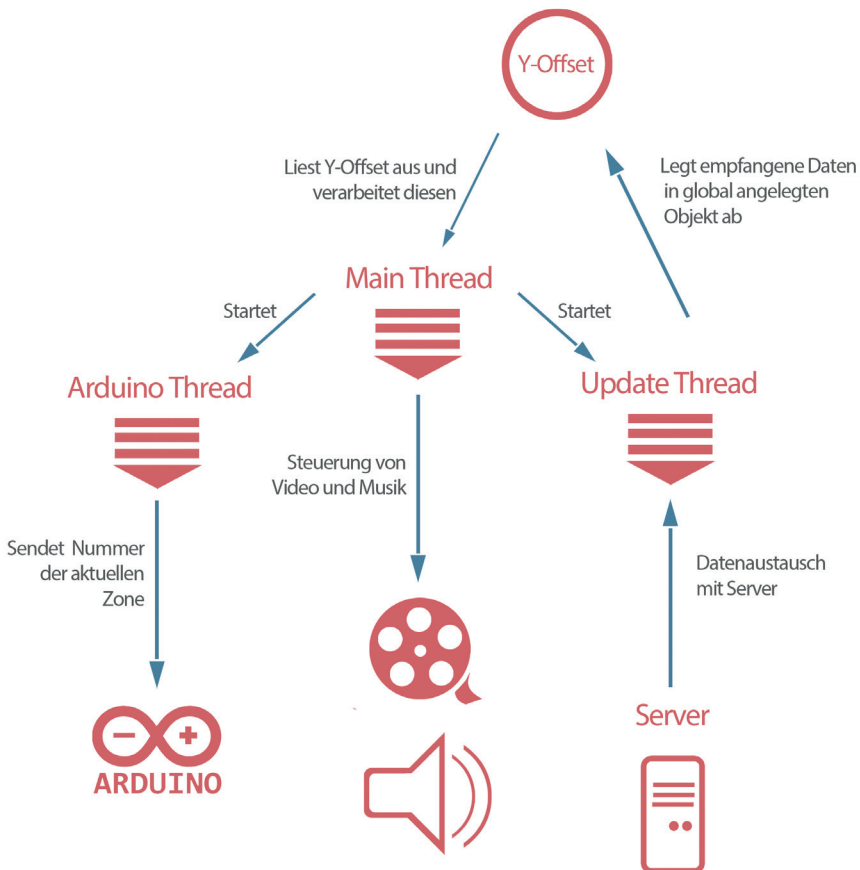 Y-Offset
Liest Y-Offset aus und
verarbeitet diesen
Legt empfangene Daten
in global angelegten
Objekt ab
Main Thread
Startet
Startet
Arduino Thread
Update Thread
Steuerung von
Video und Musik
Sendet Nummer
der aktuellen
Zone
Datenaustausch
mit Server
Server
ARDUINO